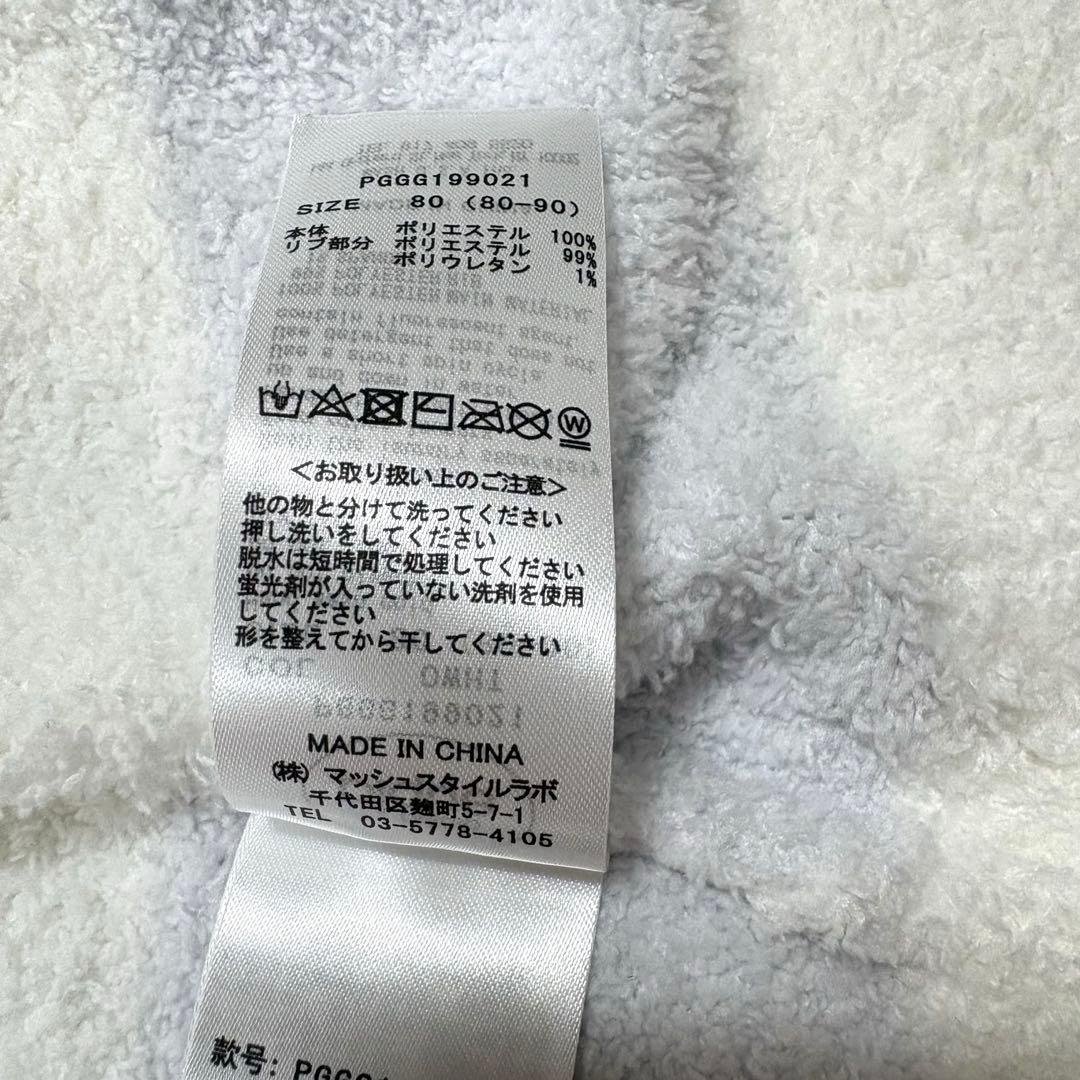 PGGG199021
SIZE 80 (80-90)
本体 ポリエステル 100%
リブ部分 ポリエステル 99%
ポリウレタン 1%
W
<お取り扱い上のご注意>
他の物と分けて洗ってください
押し洗いをしてください
脱水は短時間で処理してください
蛍光剤が入っていない洗剤を使用
してください
形を整えてから干してください
MADE IN CHINA
(株) マッシュスタイルラボ
千代田区麹町5-7-1
TEL 03-5778-4105
款号: PGGG1